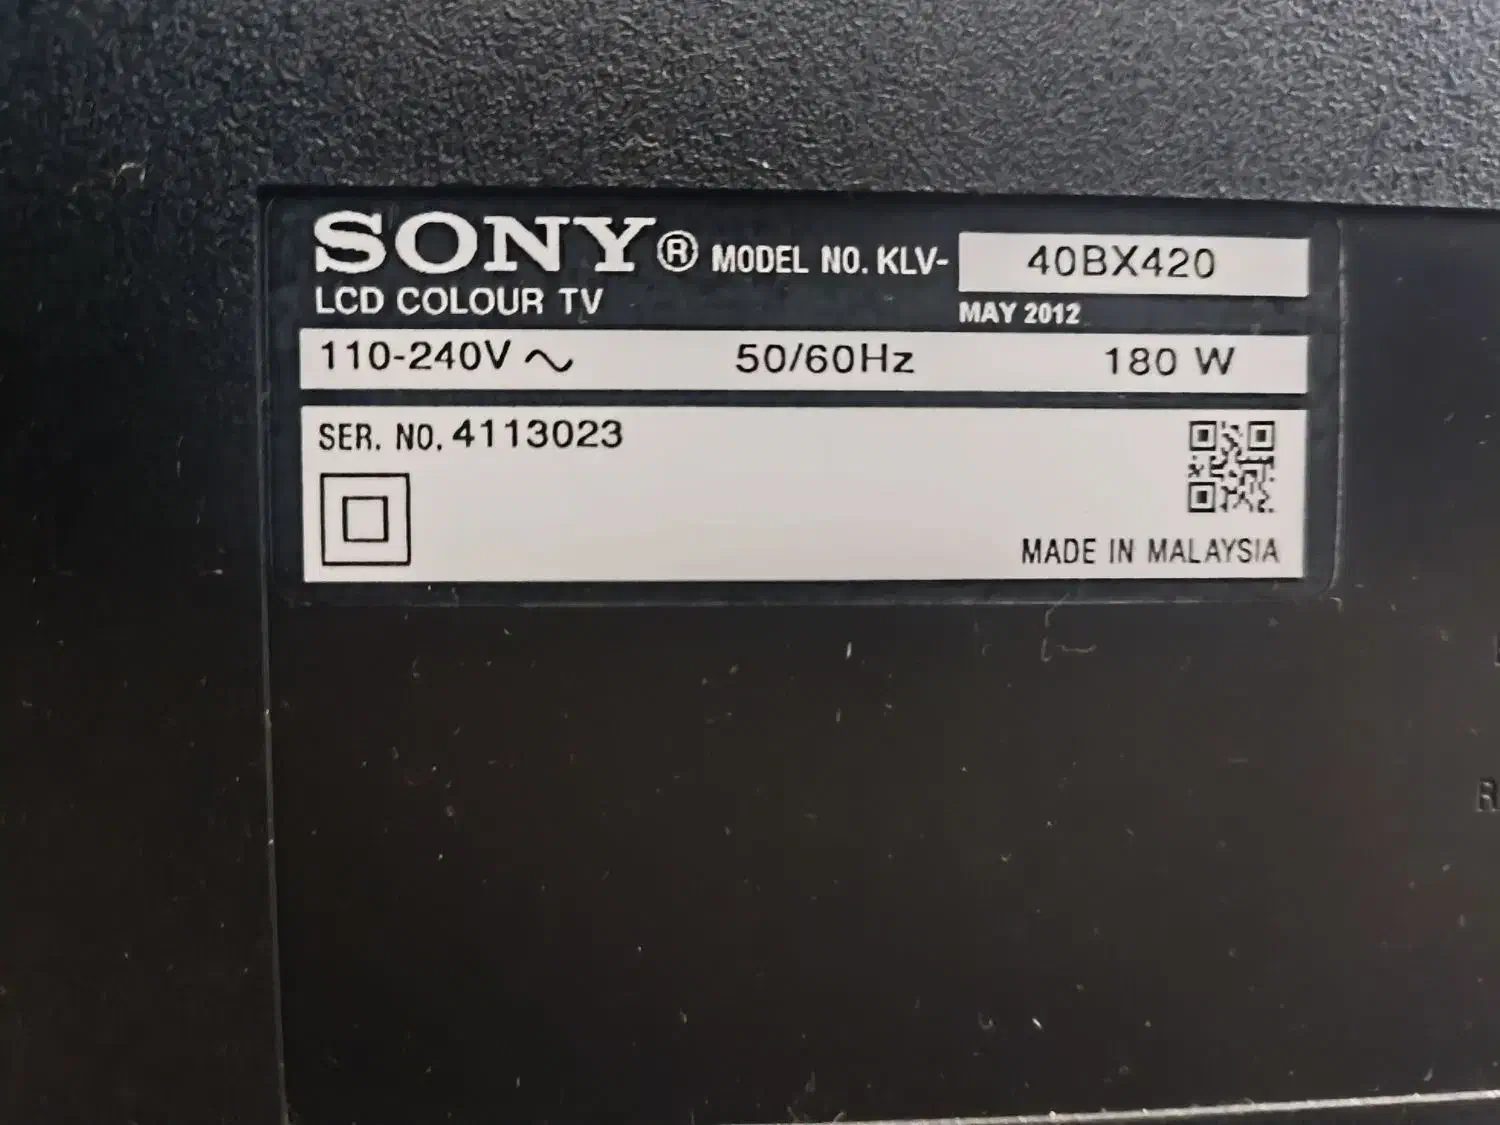 SONY® MODEL NO. KLV- 40BX420
LCD COLOUR TV
MAY 2012
110-240V ~ 50/60Hz 180 W
SER. NO. 4113023
MADE IN MALAYSIA